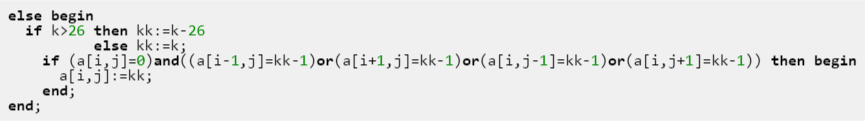 else begin
if k>26 then kk:=k-26
else kk:=k;
if (a[i,j]=0)and((a[i-1,j]=kk-1)or(a[i+1,j]=kk-1)or(a[i,j-1]=kk-1)or(a[i,j+1]=kk-1)) then begin
a[i,j]:=kk;
end;
end;